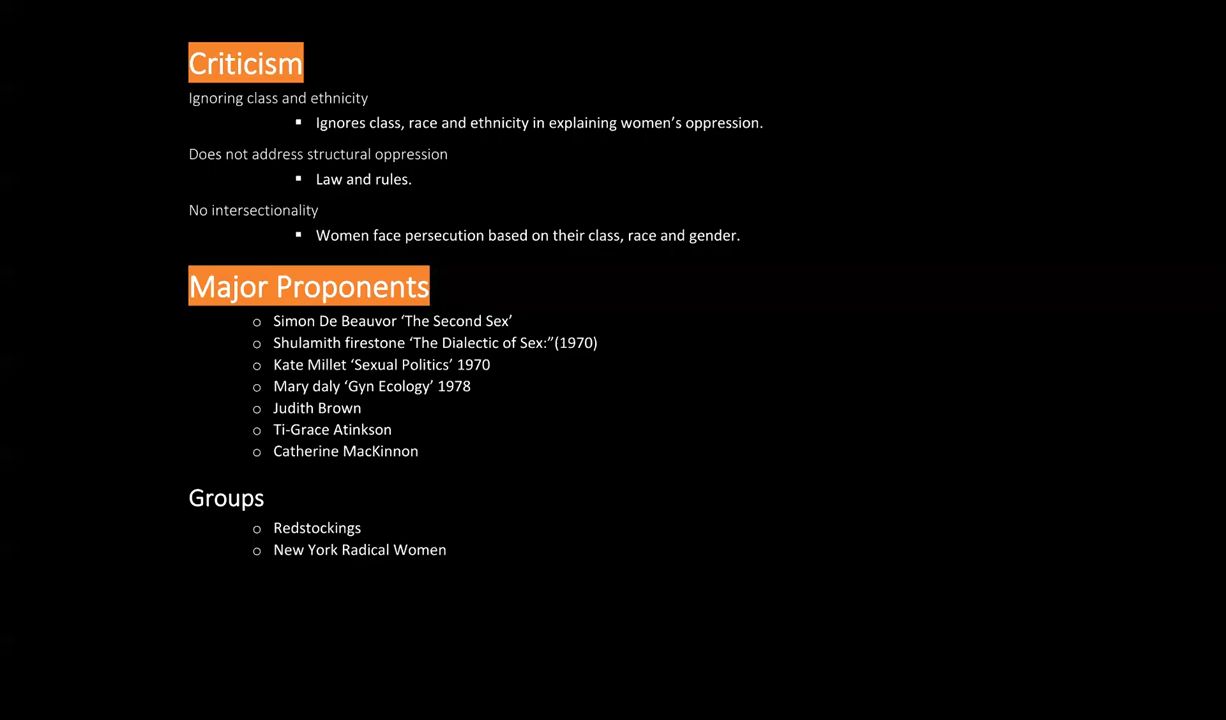 Criticism
Ignoring class and ethnicity
▪ Ignores class, race and ethnicity in explaining women’s oppression.
Does not address structural oppression
▪ Law and rules.
No intersectionality
▪ Women face persecution based on their class, race and gender.
Major Proponents
o Simon De Beauvor ‘The Second Sex’
o Shulamith firestone ‘The Dialectic of Sex:”(1970)
o Kate Millet ‘Sexual Politics’ 1970
o Mary daly ‘Gyn Ecology’ 1978
o Judith Brown
o Ti-Grace Atinkson
o Catherine MacKinnon
Groups
o Redstockings
o New York Radical Women